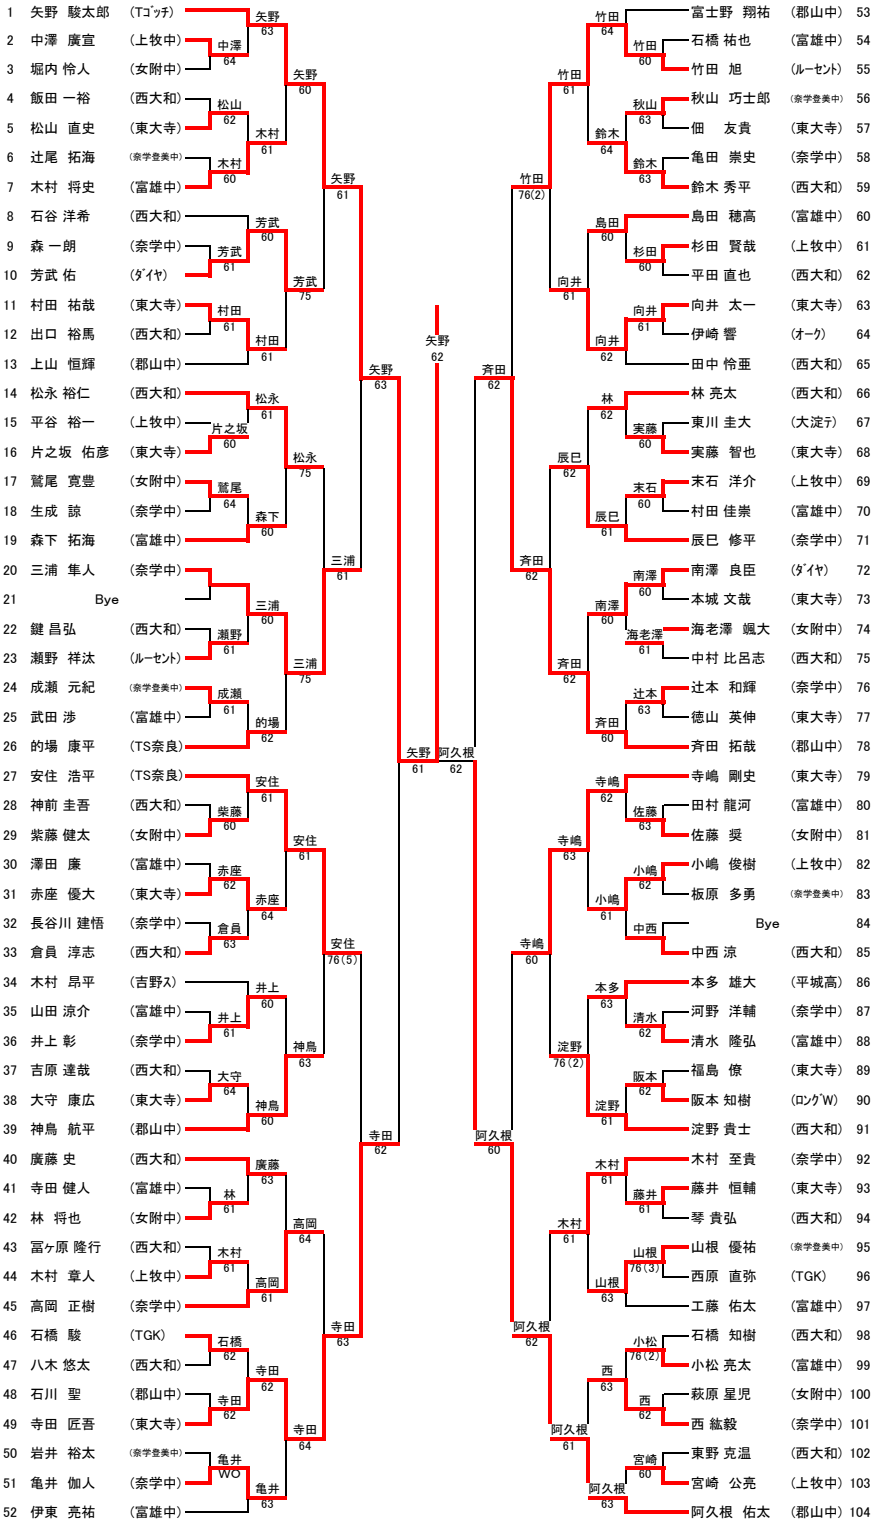 1 矢野 駿太郎 (Tゴッチ)
2 中澤 廣宣 (上牧中)
3 堀内 怜人 (女附中)
4 飯田 一裕 (西大和)
5 松山 直史 (東大寺)
6 辻尾 拓海 (奈学登美中)
7 木村 将史 (富雄中)
8 石谷 洋希 (西大和)
9 森 一朗 (奈学中)
10 芳武 佑 (ダイヤ)
11 村田 祐哉 (東大寺)
12 出口 裕馬 (西大和)
13 上山 恒輝 (郡山中)
14 松永 裕仁 (西大和)
15 平谷 裕一 (上牧中)
16 片之坂 佑彦 (東大寺)
17 鷲尾 寛豊 (女附中)
18 生成 諒 (奈学中)
19 森下 拓海 (富雄中)
20 三浦 隼人 (奈学中)
21 Bye
22 鍵 昌弘 (西大和)
23 瀬野 祥汰 (ルーセント)
24 成瀬 元紀 (奈学登美中)
25 武田 渉 (富雄中)
26 的場 康平 (TS奈良)
27 安住 浩平 (TS奈良)
28 神前 圭吾 (西大和)
29 紫藤 健太 (女附中)
30 澤田 廉 (富雄中)
31 赤座 優大 (東大寺)
32 長谷川 建悟 (奈学中)
33 倉員 淳志 (西大和)
34 木村 昂平 (吉野ス)
35 山田 涼介 (富雄中)
36 井上 彰 (奈学中)
37 吉原 達哉 (西大和)
38 大守 康広 (東大寺)
39 神鳥 航平 (郡山中)
40 廣藤 史 (西大和)
41 寺田 健人 (富雄中)
42 林 将也 (女附中)
43 冨ヶ原 隆行 (西大和)
44 木村 章人 (上牧中)
45 高岡 正樹 (奈学中)
46 石橋 駿 (TGK)
47 八木 悠太 (西大和)
48 石川 聖 (郡山中)
49 寺田 匠吾 (東大寺)
50 岩井 裕太 (奈学登美中)
51 亀井 伽人 (奈学中)
52 伊東 亮祐 (富雄中)
中澤 64
松山 62
木村 60
芳武 61
村田 61
片之坂 60
鷲尾 64
瀬野 61
成瀬 61
柴藤 60
赤座 62
倉員 63
井上 61
大守 64
林 61
木村 61
石橋 62
寺田 62
亀井 WO
矢野 63
木村 61
芳武 60
村田 61
松永 61
森下 60
三浦 60
的場 62
安住 61
赤座 64
井上 60
神鳥 60
廣藤 63
高岡 61
寺田 62
亀井 63
矢野 60
芳武 75
松永 75
三浦 75
安住 61
神鳥 63
高岡 64
寺田 64
矢野 61
三浦 61
安住 76(5)
寺田 63
矢野 63
寺田 62
矢野 61
矢野 62
阿久根 62
斉田 62
阿久根 60
竹田 76(2)
斉田 62
寺嶋 60
阿久根 62
竹田 61
向井 61
辰巳 62
斉田 62
寺嶋 63
淀野 76(2)
木村 61
阿久根 61
竹田 64
鈴木 64
島田 60
向井 62
林 62
辰巳 61
南澤 60
斉田 60
寺嶋 62
小嶋 61
本多 63
淀野 61
木村 61
山根 63
西 63
阿久根 63
竹田 60
秋山 63
鈴木 63
杉田 60
向井 61
実藤 60
末石 60
南澤 60
海老澤 61
辻本 63
佐藤 63
小嶋 62
中西
清水 62
阪本 62
藤井 61
山根 76(3)
小松 76(2)
西 62
宮崎 60
富士野 翔祐 (郡山中) 53
石橋 祐也 (富雄中) 54
竹田 旭 (ルーセント) 55
秋山 巧士郎 (奈学登美中) 56
佃 友貴 (東大寺) 57
亀田 崇史 (奈学中) 58
鈴木 秀平 (西大和) 59
島田 穂高 (富雄中) 60
杉田 賢哉 (上牧中) 61
平田 直也 (西大和) 62
向井 太一 (東大寺) 63
伊崎 響 (オーク) 64
田中 怜亜 (西大和) 65
林 亮太 (西大和) 66
東川 圭大 (大淀テ) 67
実藤 智也 (東大寺) 68
末石 洋介 (上牧中) 69
村田 佳崇 (富雄中) 70
辰巳 修平 (奈学中) 71
南澤 良臣 (ダイヤ) 72
本城 文哉 (東大寺) 73
海老澤 颯大 (女附中) 74
中村 比呂志 (西大和) 75
辻本 和輝 (奈学中) 76
徳山 英伸 (東大寺) 77
斉田 拓哉 (郡山中) 78
寺嶋 剛史 (東大寺) 79
田村 龍河 (富雄中) 80
佐藤 奨 (女附中) 81
小嶋 俊樹 (上牧中) 82
板原 多勇 (奈学登美中) 83
Bye 84
中西 涼 (西大和) 85
本多 雄大 (平城高) 86
河野 洋輔 (奈学中) 87
清水 隆弘 (富雄中) 88
福島 僚 (東大寺) 89
阪本 知樹 (ロングW) 90
淀野 貴士 (西大和) 91
木村 至貴 (奈学中) 92
藤井 恒輔 (東大寺) 93
琴 貴弘 (西大和) 94
山根 優祐 (奈学登美中) 95
西原 直弥 (TGK) 96
工藤 佑太 (富雄中) 97
石橋 知樹 (西大和) 98
小松 亮太 (富雄中) 99
萩原 星児 (女附中) 100
西 紘毅 (奈学中) 101
東野 克温 (西大和) 102
宮崎 公亮 (上牧中) 103
阿久根 佑太 (郡山中) 104